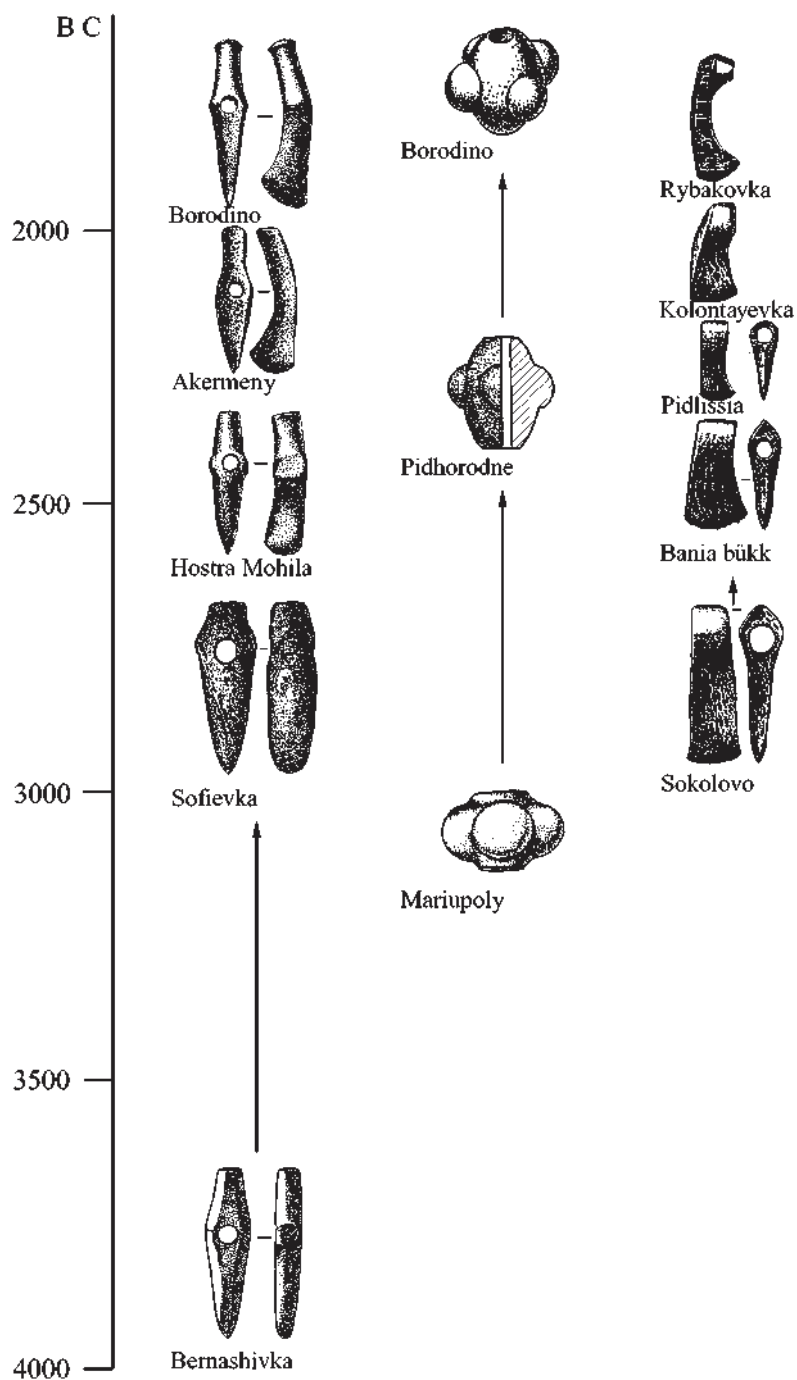 BC
Borodino
Rybakovka
Borodino
2000
Kolontayevka
Akermeny
Pidlissia
Pidhorodne
2500
Hostra Mohila
Bania bükk
Sofievka
Sokolovo
3000
Mariupoly
3500
Bernashivka
4000